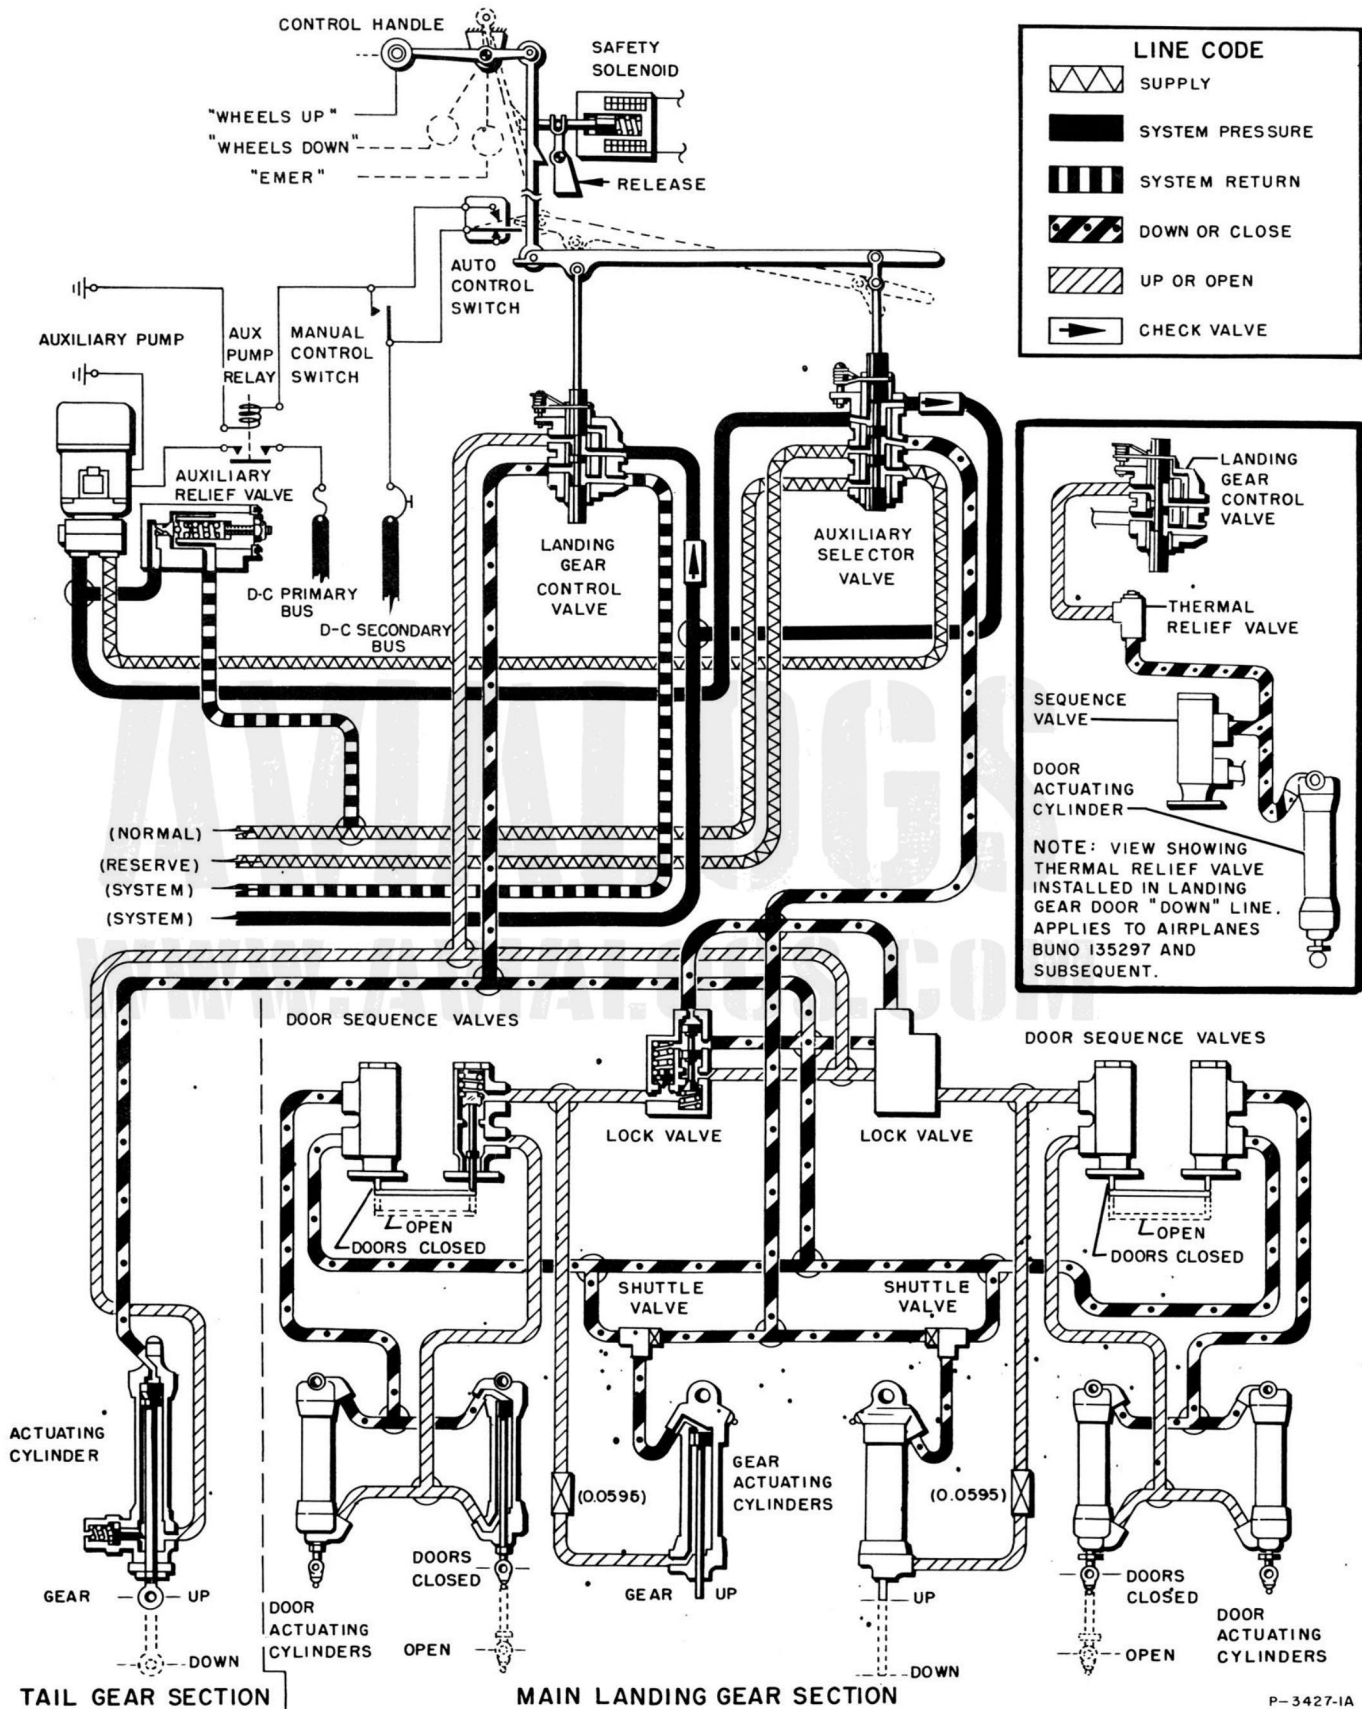 CONTROL HANDLE
SAFETY
SOLENOID
"WHEELS UP"
"WHEELS DOWN"
"EMER"
RELEASE
AUTO
CONTROL
SWITCH
LINE CODE
SUPPLY
SYSTEM PRESSURE
SYSTEM RETURN
DOWN OR CLOSE
UP OR OPEN
CHECK VALVE
AUXILIARY PUMP
AUX
PUMP
RELAY
MANUAL
CONTROL
SWITCH
AUXILIARY
RELIEF VALVE
D-C PRIMARY
BUS
D-C SECONDARY
BUS
LANDING
GEAR
CONTROL
VALVE
AUXILIARY
SELECTOR
VALVE
LANDING
GEAR
CONTROL
VALVE
THERMAL
RELIEF VALVE
SEQUENCE
VALVE
DOOR
ACTUATING
CYLINDER
NOTE: VIEW SHOWING
THERMAL RELIEF VALVE
INSTALLED IN LANDING
GEAR DOOR "DOWN" LINE.
APPLIES TO AIRPLANES
BUNO 135297 AND
SUBSEQUENT.
(NORMAL)
(RESERVE)
(SYSTEM)
(SYSTEM)
AVIALOGS
WWW.AVIALOGS.COM
DOOR SEQUENCE VALVES
LOCK VALVE
LOCK VALVE
DOOR SEQUENCE VALVES
OPEN
DOORS CLOSED
OPEN
DOORS CLOSED
SHUTTLE
VALVE
SHUTTLE
VALVE
ACTUATING
CYLINDER
GEAR
ACTUATING
CYLINDERS
(0.0595)
(0.0595)
GEAR
UP
DOWN
DOOR
ACTUATING
CYLINDERS
DOORS
CLOSED
OPEN
GEAR
UP
UP
DOWN
DOORS
CLOSED
OPEN
DOOR
ACTUATING
CYLINDERS
TAIL GEAR SECTION
MAIN LANDING GEAR SECTION
P-3427-1A